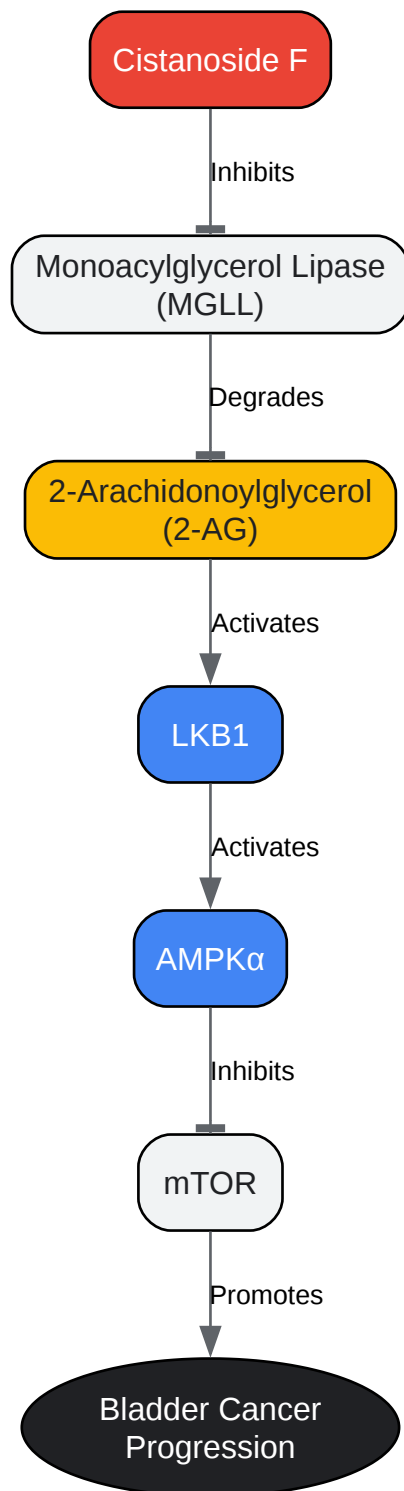 Cistanoside F
Inhibits
Monoacylglycerol Lipase
(MGLL)
Degrades
2-Arachidonoylglycerol
(2-AG)
Activates
LKB1
Activates
AMPKα
Inhibits
mTOR
Promotes
Bladder Cancer
Progression